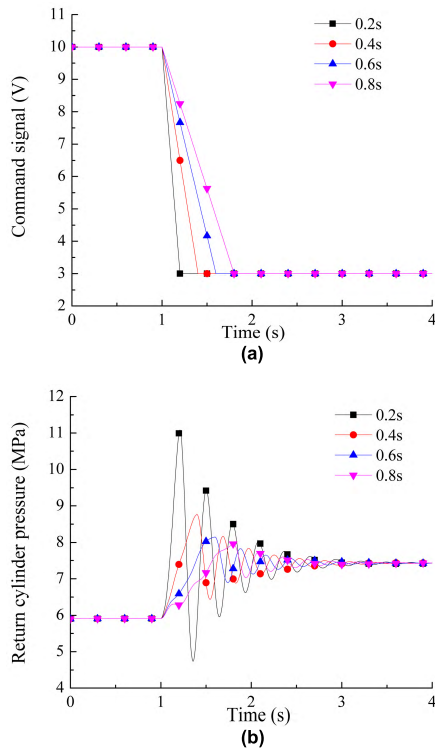 (a)
10
9
8
7
6
5
4
3
2
Command signal (V)
0.2s
0.4s
0.6s
0.8s
0 1 2 3 4
Time (s)
(a)
12
11
10
9
8
7
6
5
4
Return cylinder pressure (MPa)
0.2s
0.4s
0.6s
0.8s
0 1 2 3 4
Time (s)
(b)